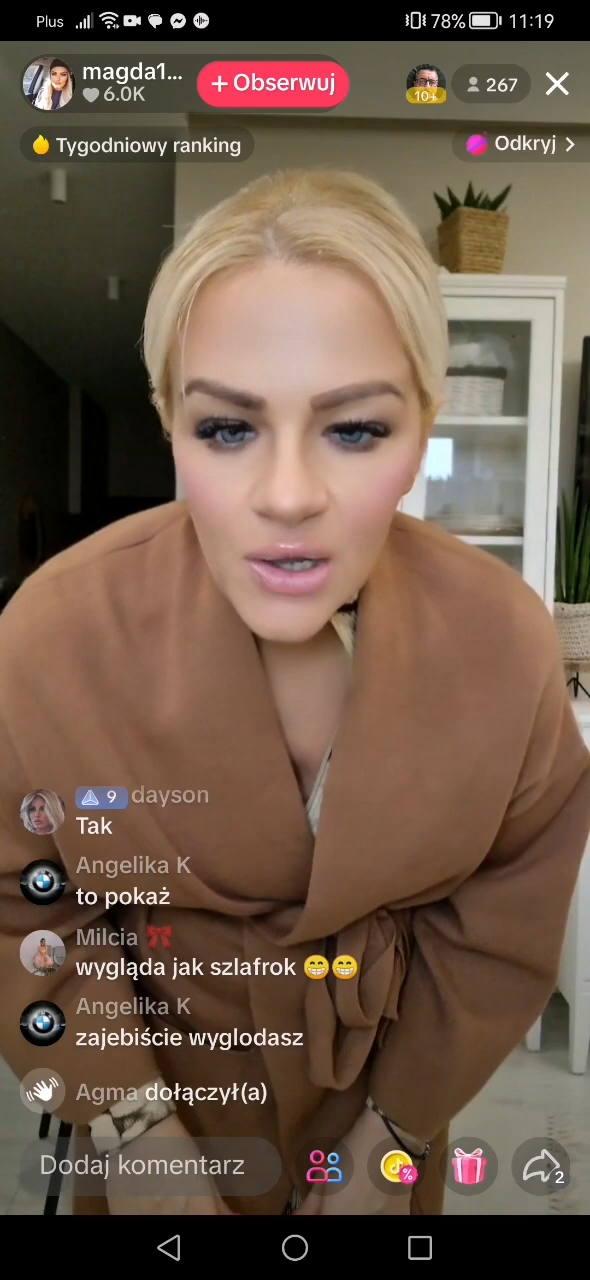 Plus 78% 11:19
magda1... + Obserwuj 10+ 267
6.0K
Tygodniowy ranking Odkryj >
9 dayson
Tak
Angelika K
to pokaż
Milcia 🎀
wygląda jak szlafrok 😁😁
Angelika K
zajebiście wyglodasz
Agma dołączył(a)
Dodaj komentarz % 2